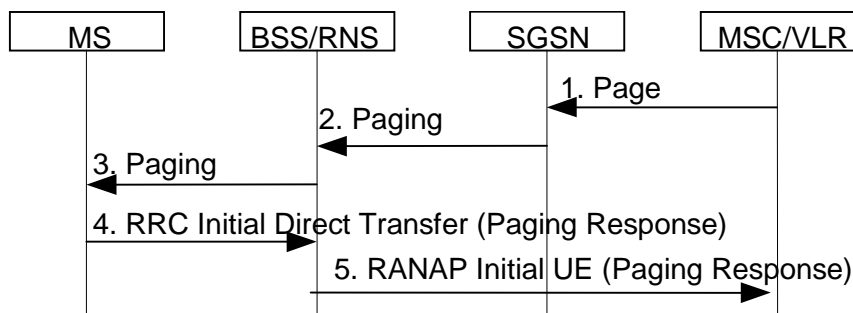 MS
BSS/RNS
SGSN
MSC/VLR
1. Page
2. Paging
3. Paging
4. RRC Initial Direct Transfer (Paging Response)
5. RANAP Initial UE (Paging Response)